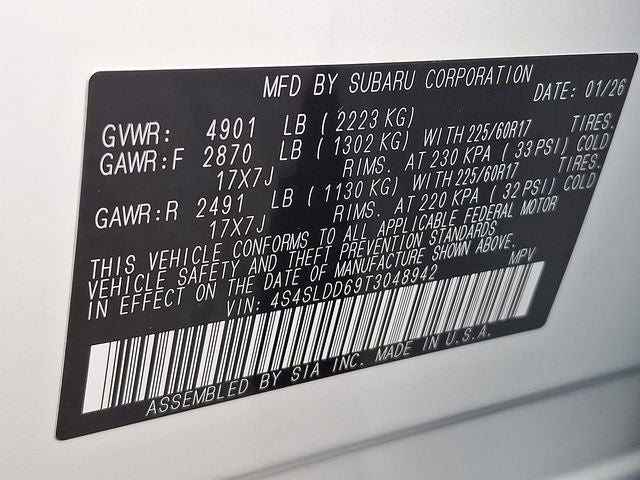 MFD BY SUBARU CORPORATION DATE: 01/26
GVWR: 4901 LB ( 2223 KG)
GAWR:F 2870 LB ( 1302 KG) WITH 225/60R17 TIRES.
17X7J RIMS. AT 230 KPA ( 33 PSI) COLD
GAWR:R 2491 LB ( 1130 KG) WITH 225/60R17 TIRES.
17X7J RIMS. AT 220 KPA ( 32 PSI) COLD
THIS VEHICLE CONFORMS TO ALL APPLICABLE FEDERAL MOTOR
VEHICLE SAFETY AND THEFT PREVENTION STANDARDS
IN EFFECT ON THE DATE OF MANUFACTURE SHOWN ABOVE.
VIN: 4S4SLDD69T3048942 MPV
ASSEMBLED BY SIA INC. MADE IN U.S.A.